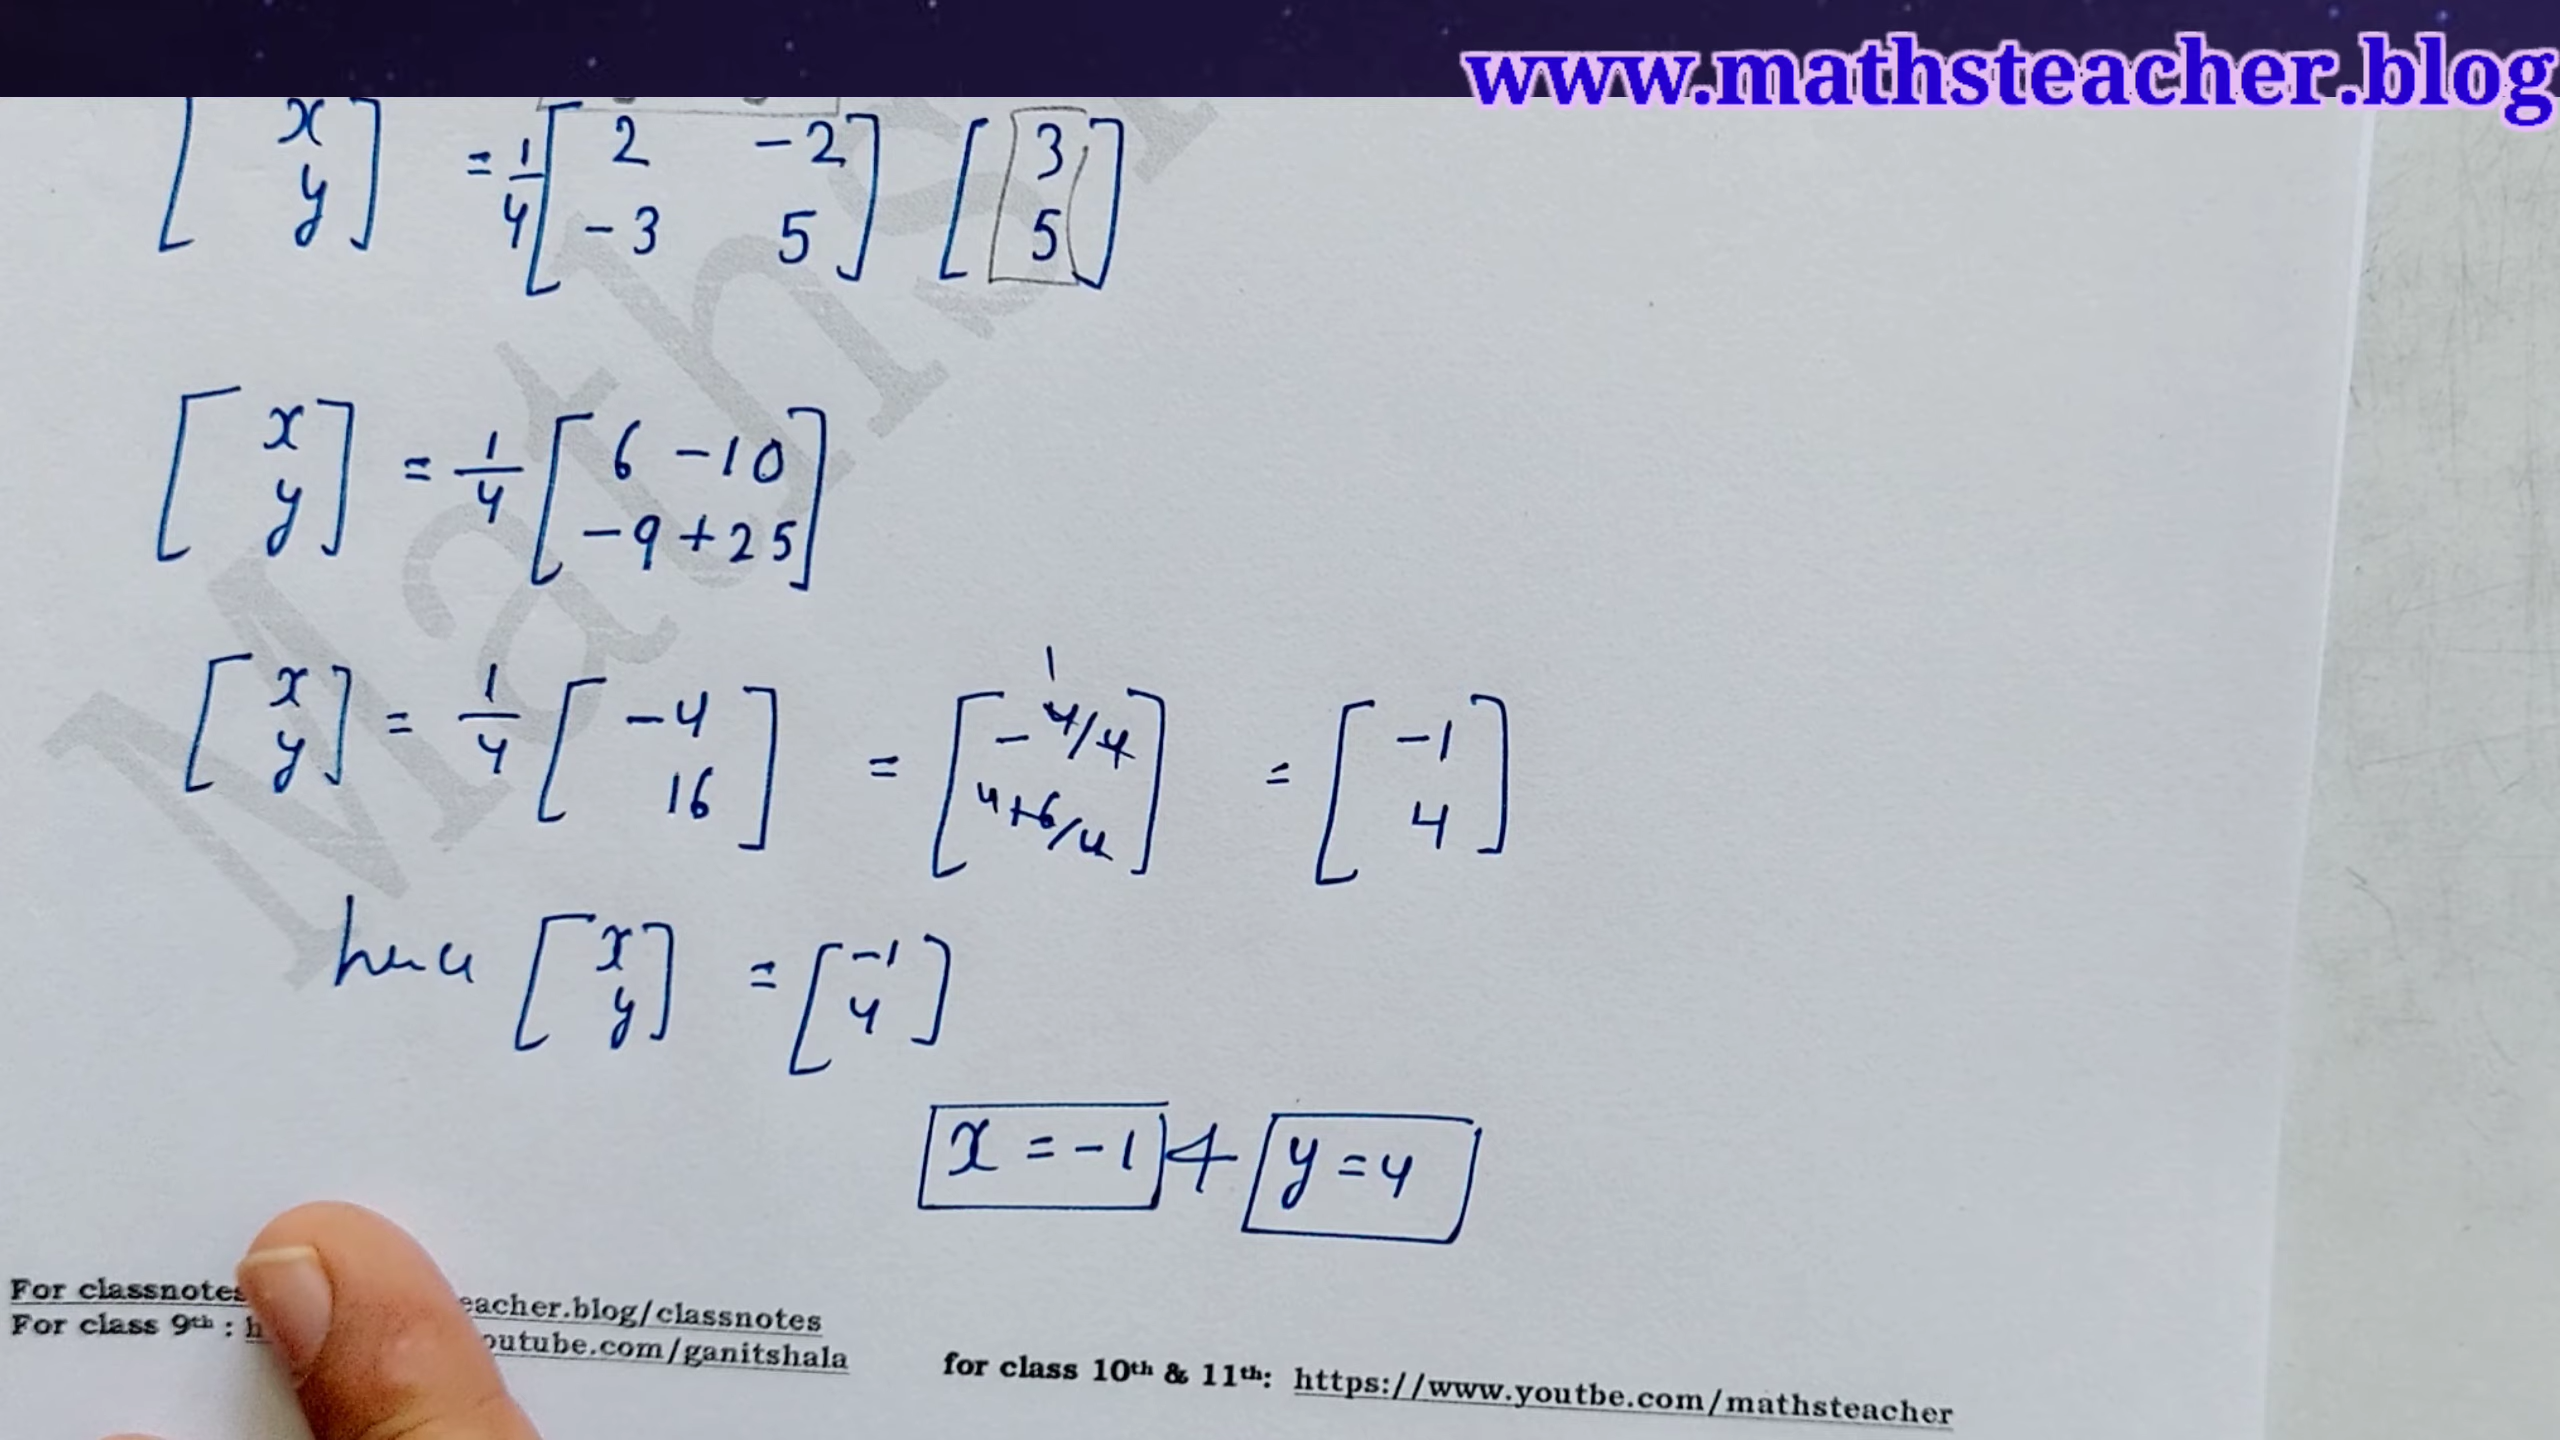 www.mathsteacher.blog
[x y] = 1/4 [2 -2 -3 5] [3 5]
[x y] = 1/4 [6 -10 -9 +25]
[x y] = 1/4 [-4 16] = [-4/4 16/4] = [-1 4]
hence [x y] = [-1 4]
x = -1 & y = 4
For classnotes eacher.blog/classnotes
For class 9th : h outube.com/ganitshala
for class 10th & 11th: https://www.youtbe.com/mathsteacher